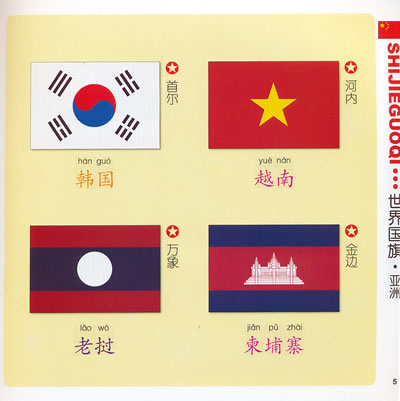 首尔
hán guó
韩国
河内
yuè nán
越南
万象
lǎo wō
老挝
金边
jiǎn pǔ zhài
柬埔寨
SHIJIEGUOQI•••世界国旗·亚洲
5